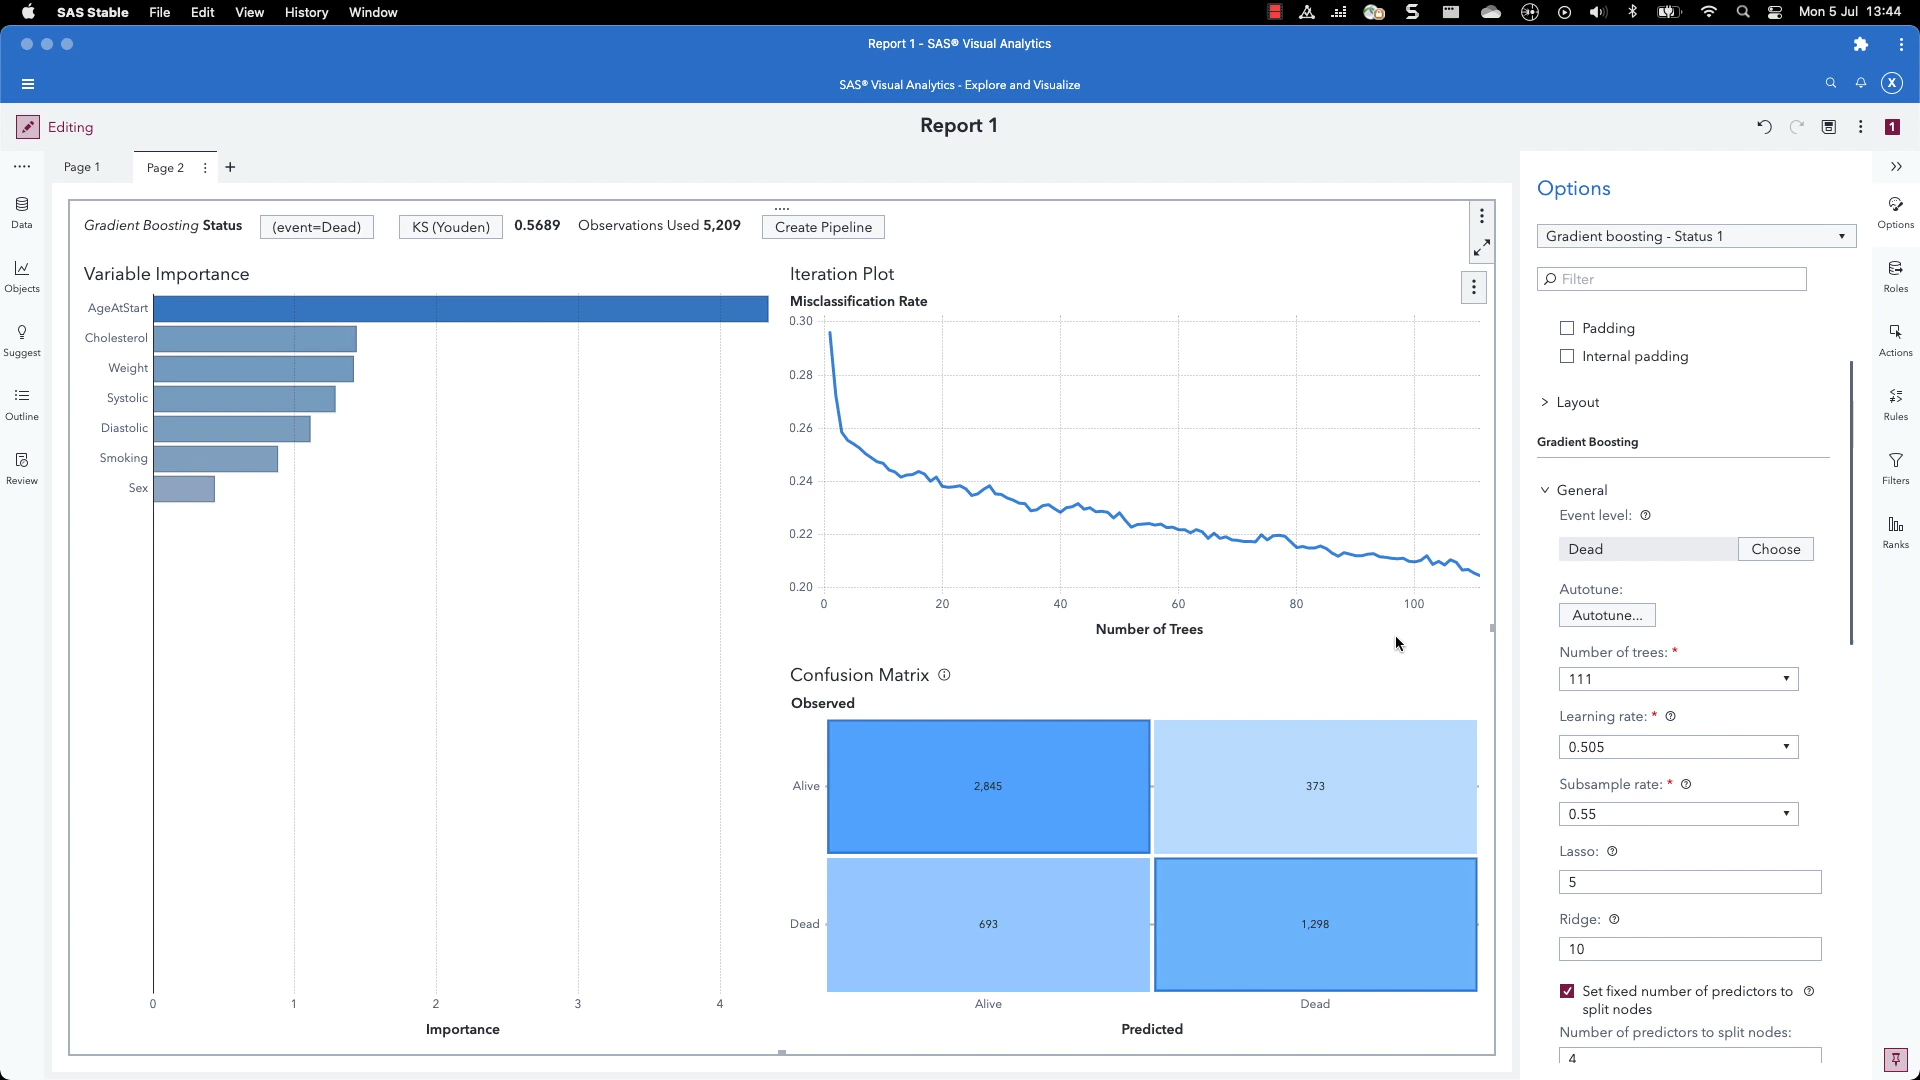 SAS Stable File Edit View History Window Mon 5 Jul 13:44
Report 1 - SAS® Visual Analytics
SAS® Visual Analytics - Explore and Visualize
X
Editing
Report 1
1
Page 1
Page 2
Data
Objects
Suggest
Outline
Review
Gradient Boosting Status (event=Dead) KS (Youden) 0.5689 Observations Used 5,209 Create Pipeline
Variable Importance
AgeAtStart
Cholesterol
Weight
Systolic
Diastolic
Smoking
Sex
0 1 2 3 4
Importance
Iteration Plot
Misclassification Rate
0.30
0.28
0.26
0.24
0.22
0.20
0 20 40 60 80 100
Number of Trees
Confusion Matrix
Observed
Alive 2,845 373
Dead 693 1,298
Alive Dead
Predicted
Options
Gradient boosting - Status 1
Filter
Padding
Internal padding
Layout
Gradient Boosting
General
Event level:
Dead Choose
Autotune:
Autotune...
Number of trees: *
111
Learning rate: *
0.505
Subsample rate: *
0.55
Lasso:
5
Ridge:
10
Set fixed number of predictors to
split nodes
Number of predictors to split nodes:
4
Options
Roles
Actions
Rules
Filters
Ranks